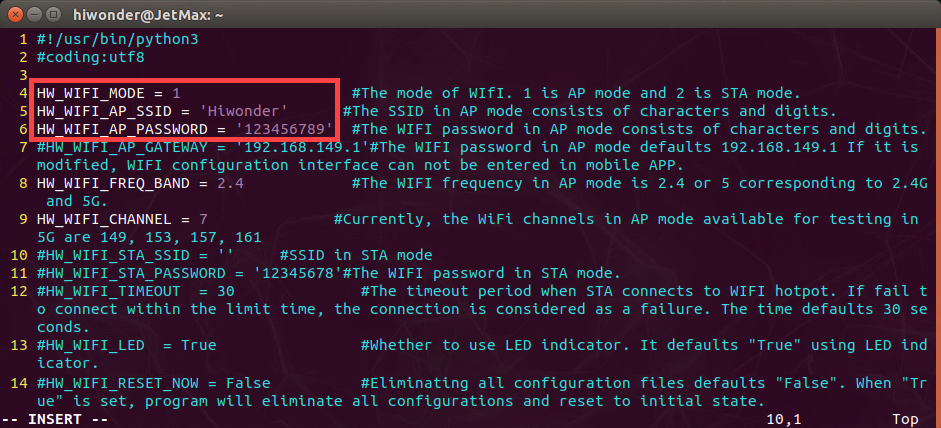 hiwonder@JetMax: ~
1 #!/usr/bin/python3
2 #coding:utf8
3
4 HW_WIFI_MODE = 1 #The mode of WIfI. 1 is AP mode and 2 is STA mode.
5 HW_WIFI_AP_SSID = 'Hiwonder' #The SSID in AP mode consists of characters and digits.
6 HW_WIFI_AP_PASSWORD = '123456789' #The WIFI password in AP mode consists of characters and digits.
7 #HW_WIFI_AP_GATEWAY = '192.168.149.1'#The WIFI password in AP mode defaults 192.168.149.1 If it is
modified, WIFI configuration interface can not be entered in mobile APP.
8 HW_WIFI_FREQ_BAND = 2.4 #The WIFI frequency in AP mode is 2.4 or 5 corresponding to 2.4G
and 5G.
9 HW_WIFI_CHANNEL = 7 #Currently, the WiFi channels in AP mode available for testing in
5G are 149, 153, 157, 161
10 #HW_WIFI_STA_SSID = '' #SSID in STA mode
11 #HW_WIFI_STA_PASSWORD = '12345678'#The WIFI password in STA mode.
12 #HW_WIFI_TIMEOUT = 30 #The timeout period when STA connects to WIFI hotpot. If fail t
o connect within the limit time, the connection is considered as a failure. The time defaults 30 se
conds.
13 #HW_WIFI_LED = True #Whether to use LED indicator. It defaults "True" using LED ind
icator.
14 #HW_WIFI_RESET_NOW = False #Eliminating all configuration files defaults "False". When "Tr
ue" is set, program will eliminate all configurations and reset to initial state.
-- INSERT -- 10,1 Top